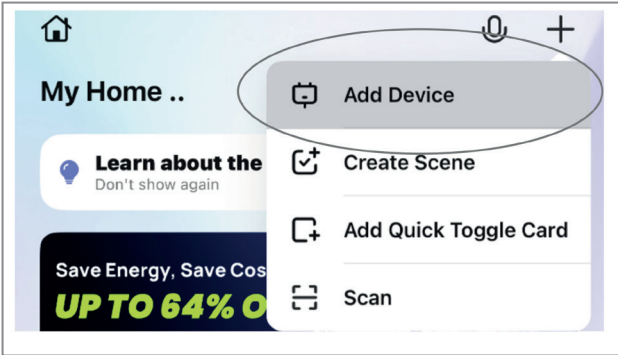 My Home ..
Add Device
Learn about the
Don't show again
Create Scene
Add Quick Toggle Card
Save Energy, Save Cos
UP TO 64% O
Scan